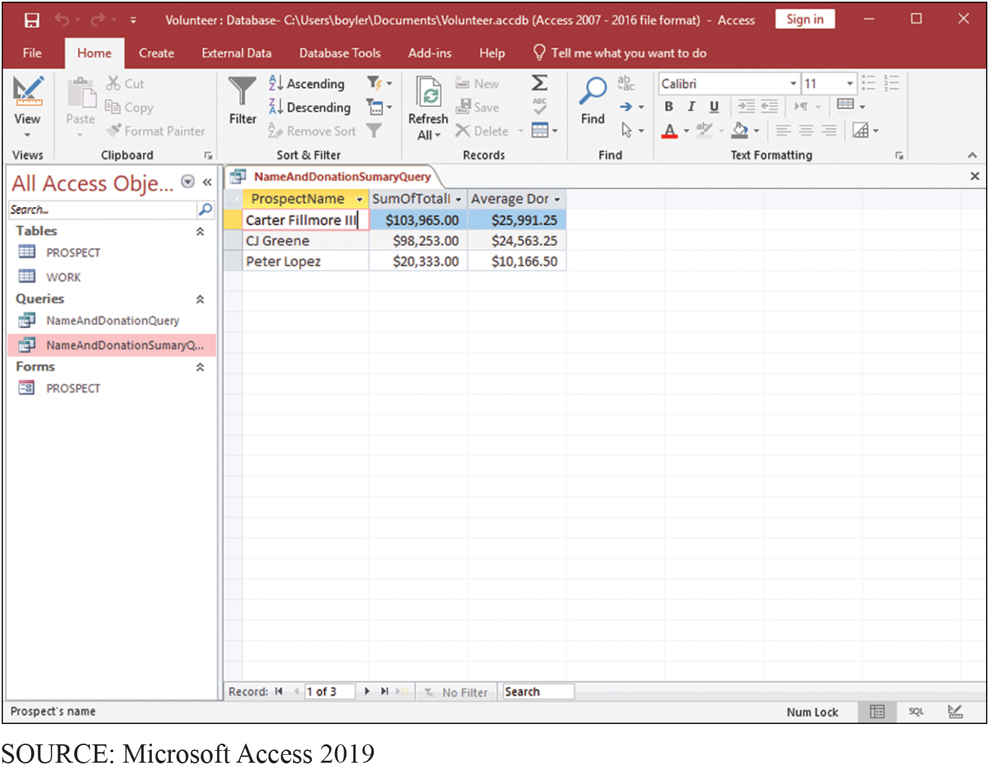 Volunteer : Database- C:\Users\boyler\Documents\Volunteer.accdb (Access 2007 - 2016 file format) - Access
Sign in
File Home Create External Data Database Tools Add-ins Help Tell me what you want to do
View
Views
Paste
Cut
Copy
Format Painter
Clipboard
Filter
Ascending
Descending
Remove Sort
Sort & Filter
Refresh
All
New
Save
Delete
Records
Find
Find
Calibri 11
B I U
Text Formatting
All Access Obje...
Search...
Tables
PROSPECT
WORK
Queries
NameAndDonationQuery
NameAndDonationSumaryQ...
Forms
PROSPECT
NameAndDonationSumaryQuery
ProspectName SumOfTotall Average Dor
Carter Fillmore III $103,965.00 $25,991.25
CJ Greene $98,253.00 $24,563.25
Peter Lopez $20,333.00 $10,166.50
Record: 1 of 3 No Filter Search
Prospect's name
Num Lock
SQL
SOURCE: Microsoft Access 2019